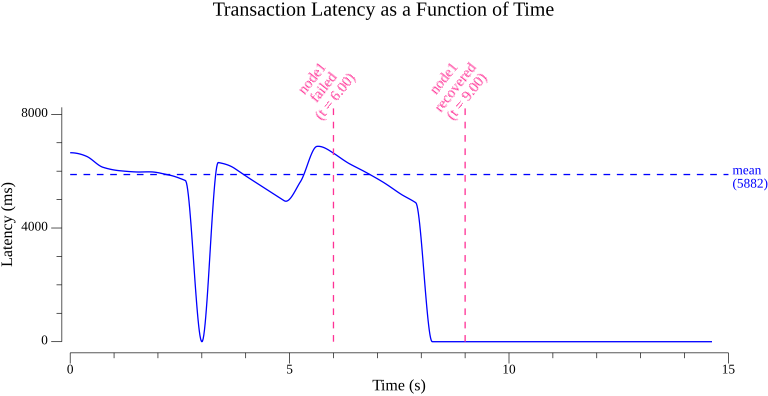 Transaction Latency as a Function of Time
node1
failed
(t = 6.00)
node1
recovered
(t = 9.00)
8000
4000
0
Latency (ms)
mean
(5882)
0
5
10
15
Time (s)